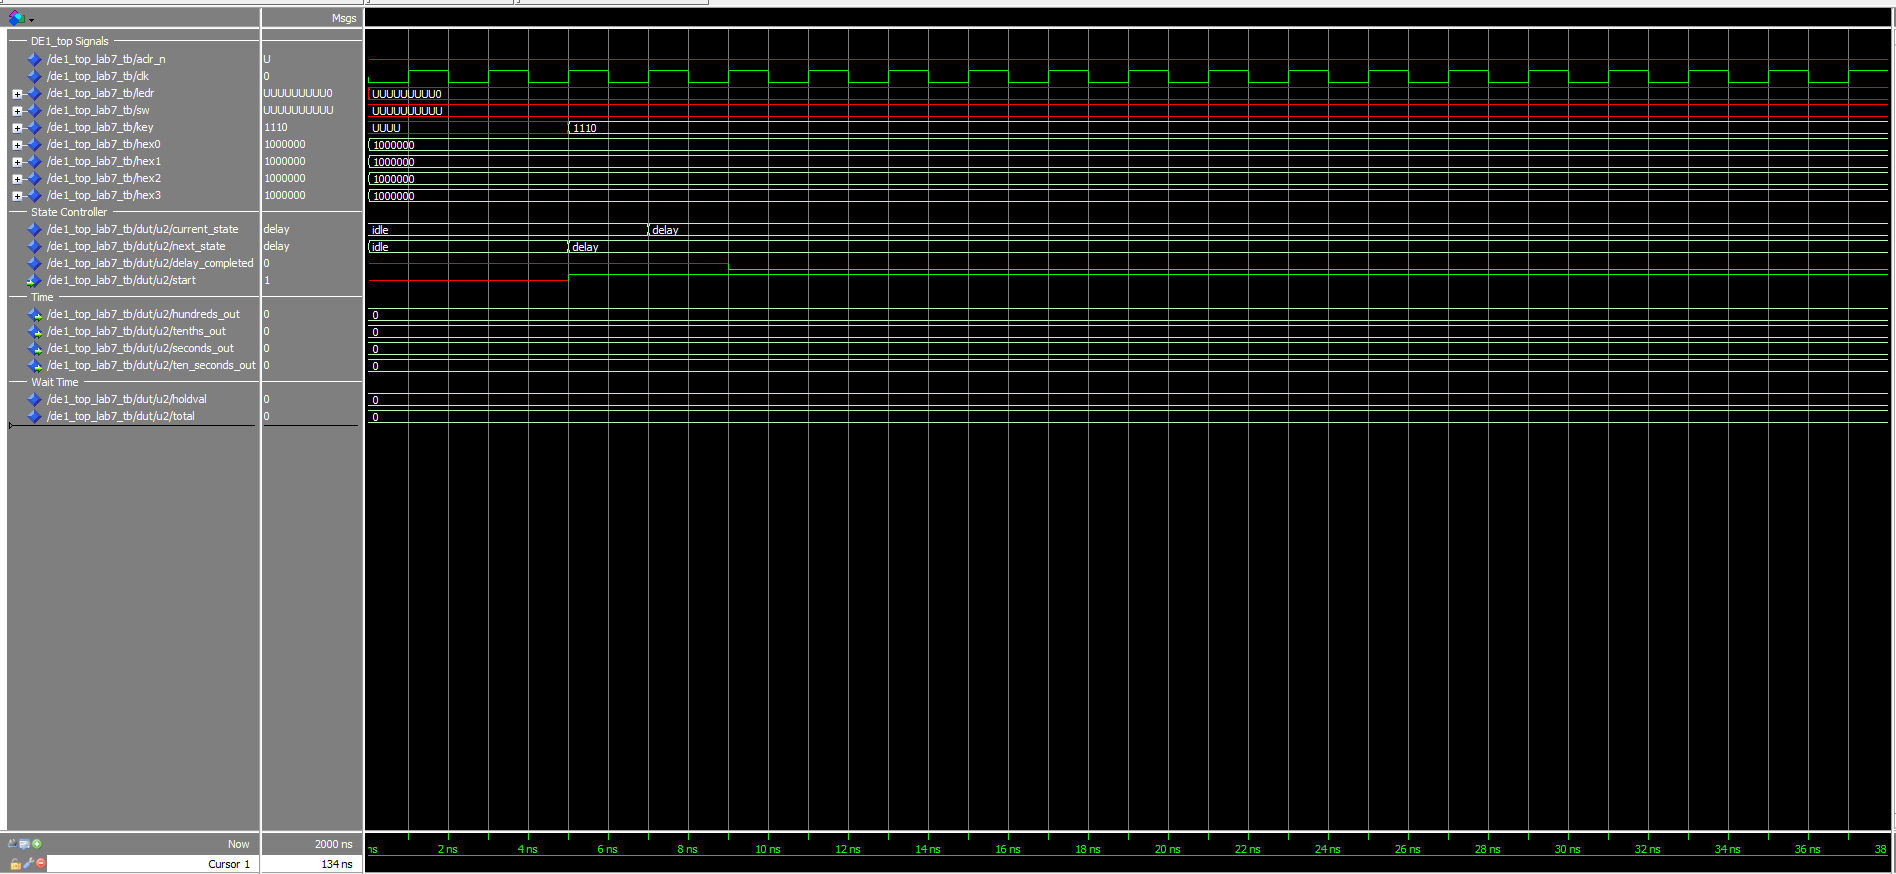 Msgs
DE1_top Signals
/de1_top_lab7_tb/aclr_n U
/de1_top_lab7_tb/clk 0
/de1_top_lab7_tb/ledr UUUUUUUUU0 UUUUUUUUU0
/de1_top_lab7_tb/sw UUUUUUUUUU UUUUUUUUUU
/de1_top_lab7_tb/key 1110 UUUU 1110
/de1_top_lab7_tb/hex0 1000000 1000000
/de1_top_lab7_tb/hex1 1000000 1000000
/de1_top_lab7_tb/hex2 1000000 1000000
/de1_top_lab7_tb/hex3 1000000 1000000
State Controller
/de1_top_lab7_tb/dut/u2/current_state delay idle delay
/de1_top_lab7_tb/dut/u2/next_state delay idle delay
/de1_top_lab7_tb/dut/u2/delay_completed 0
/de1_top_lab7_tb/dut/u2/start 1
Time
/de1_top_lab7_tb/dut/u2/hundreds_out 0 0
/de1_top_lab7_tb/dut/u2/tenths_out 0 0
/de1_top_lab7_tb/dut/u2/seconds_out 0 0
/de1_top_lab7_tb/dut/u2/ten_seconds_out 0 0
Wait Time
/de1_top_lab7_tb/dut/u2/holdval 0 0
/de1_top_lab7_tb/dut/u2/total 0 0
Now 2000 ns ns 2 ns 4 ns 6 ns 8 ns 10 ns 12 ns 14 ns 16 ns 18 ns 20 ns 22 ns 24 ns 26 ns 28 ns 30 ns 32 ns 34 ns 36 ns 38
Cursor 1 134 ns